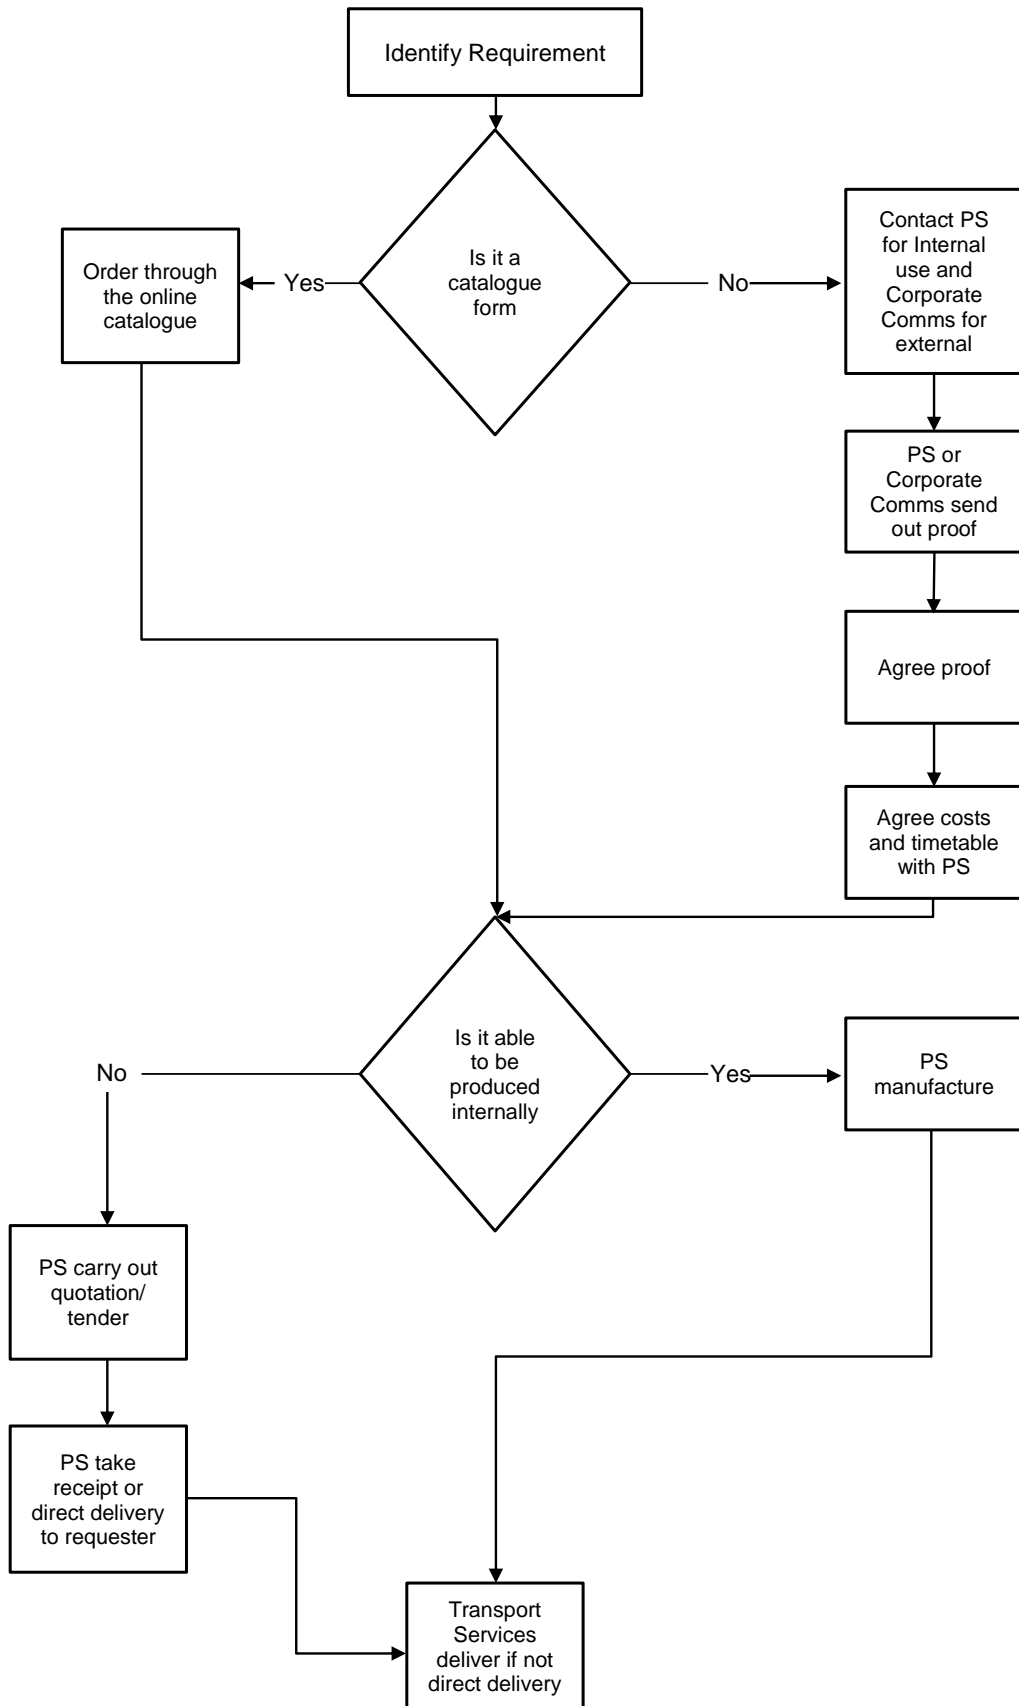 Identify Requirement
Is it a
catalogue
form
Yes
No
Order through
the online
catalogue
Contact PS
for Internal
use and
Corporate
Comms for
external
PS or
Corporate
Comms send
out proof
Agree proof
Agree costs
and timetable
with PS
Is it able
to be
produced
internally
No
Yes
PS
manufacture
PS carry out
quotation/
tender
PS take
receipt or
direct delivery
to requester
Transport
Services
deliver if not
direct delivery